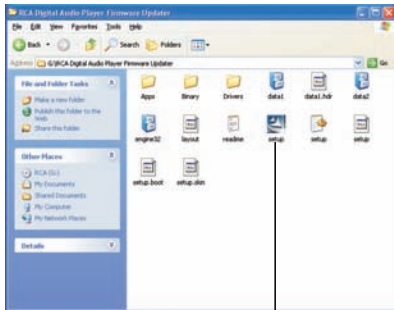 RCA Digital Audio Player Firmware Updater
File Edit View Favorites Tools Help
Back Search Folders
Address G:\RCA Digital Audio Player Firmware Updater Go
File and Folder Tasks
Make a new folder
Publish this folder to the
Web
Share this folder
Other Places
RCA (G:)
My Documents
Shared Documents
My Computer
My Network Places
Details
Apps Binary Drivers data1 data1.hdr data2
engine32 layout readme setup setup setup
setup.boot setup.skin